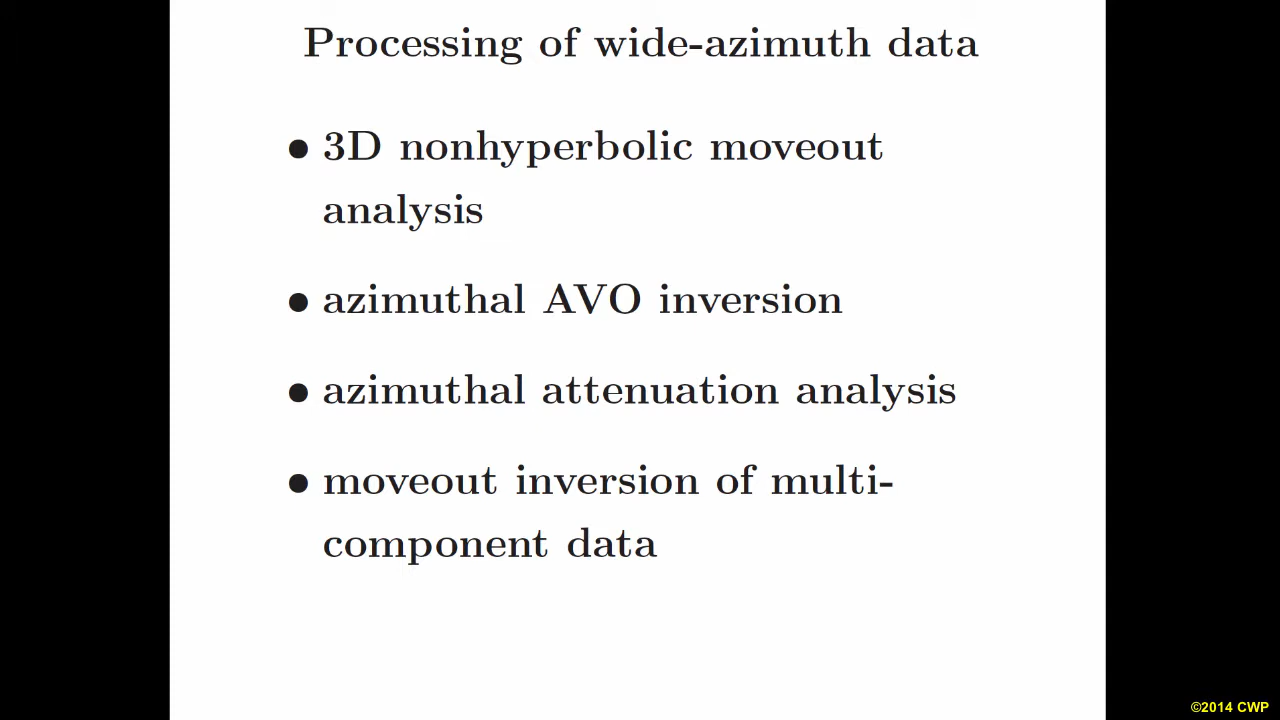 Processing of wide-azimuth data
● 3D nonhyperbolic moveout
analysis
● azimuthal AVO inversion
● azimuthal attenuation analysis
● moveout inversion of multi-
component data
©2014 CWP